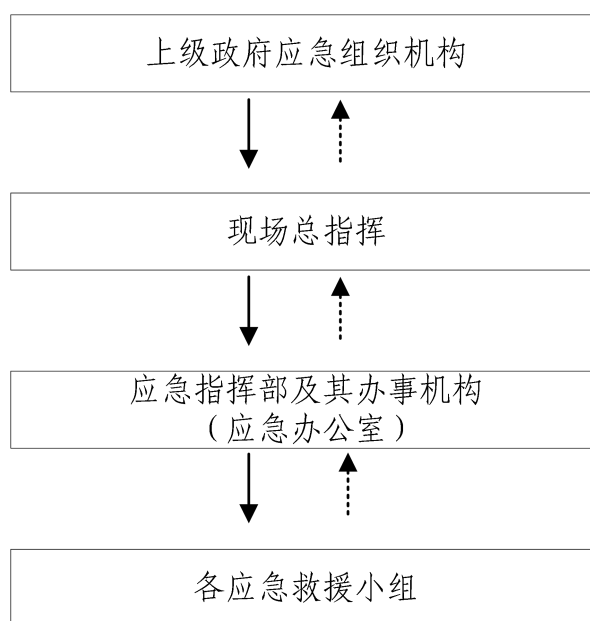 上级政府应急组织机构
现场总指挥
应急指挥部及其办事机构
（应急办公室）
各应急救援小组